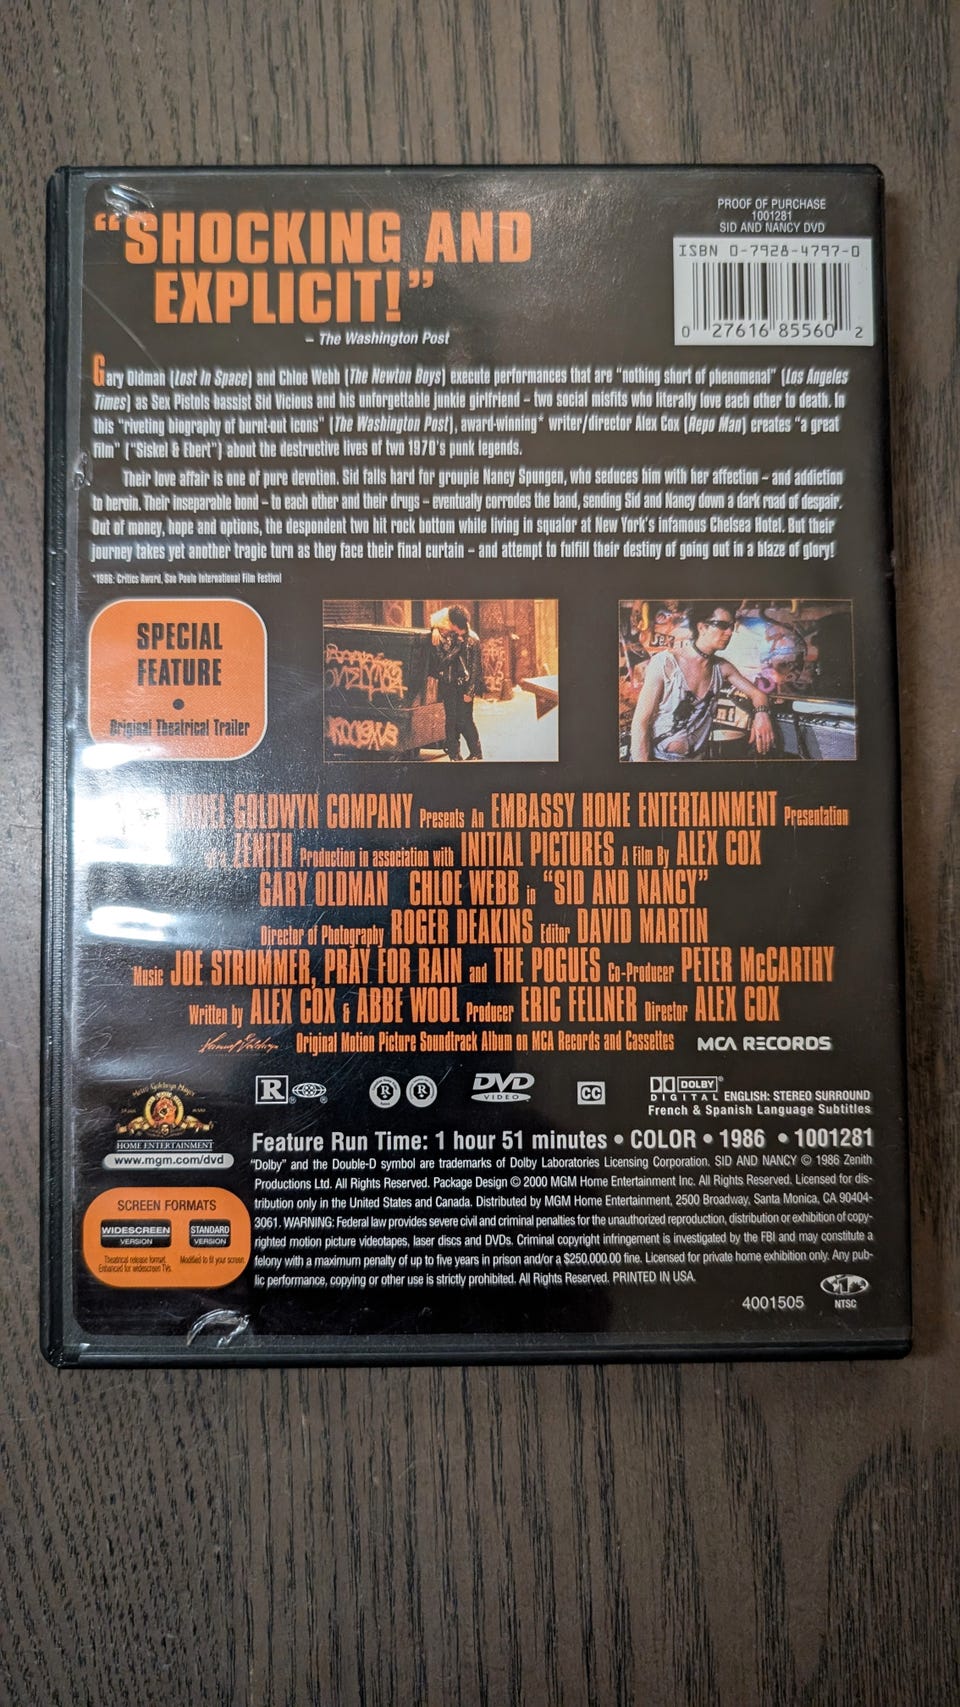 “SHOCKING AND
EXPLICIT!”
– The Washington Post
PROOF OF PURCHASE
1001281
SID AND NANCY DVD
ISBN 0-7928-4797-0
0 27616 85560 2
Gary Oldman (Lost In Space) and Chloe Webb (The Newton Boys) execute performances that are “nothing short of phenomenal” (Los Angeles
Times) as Sex Pistols bassist Sid Vicious and his unforgettable junkie girlfriend – two social misfits who literally love each other to death. In
this “riveting biography of burnt-out icons” (The Washington Post), award-winning* writer/director Alex Cox (Repo Man) creates “a great
film” (“Siskel & Ebert”) about the destructive lives of two 1970’s punk legends.
Their love affair is one of pure devotion. Sid falls hard for groupie Nancy Spungen, who seduces him with her affection – and addiction
to heroin. Their inseparable bond – to each other and their drugs – eventually corrodes the band, sending Sid and Nancy down a dark road of despair.
Out of money, hope and options, the despondent two hit rock bottom while living in squalor at New York’s infamous Chelsea Hotel. But their
journey takes yet another tragic turn as they face their final curtain – and attempt to fulfill their destiny of going out in a blaze of glory!
*1986: Critics Award, Sao Paulo International Film Festival
SPECIAL
FEATURE
•
Original Theatrical Trailer
GOLDWYN COMPANY Presents An EMBASSY HOME ENTERTAINMENT Presentation
of a ZENITH Production in association with INITIAL PICTURES A Film By ALEX COX
GARY OLDMAN CHLOE WEBB in “SID AND NANCY”
Director of Photography ROGER DEAKINS Editor DAVID MARTIN
Music JOE STRUMMER, PRAY FOR RAIN and THE POGUES Co-Producer PETER McCARTHY
Written by ALEX COX & ABBE WOOL Producer ERIC FELLNER Director ALEX COX
Samuel Goldwyn Original Motion Picture Soundtrack Album on MCA Records and Cassettes MCA RECORDS
Metro Goldwyn Mayer
HOME ENTERTAINMENT
www.mgm.com/dvd
R ® R R DVD VIDEO CC DOLBY DIGITAL ENGLISH: STEREO SURROUND
French & Spanish Language Subtitles
Feature Run Time: 1 hour 51 minutes • COLOR • 1986 • 1001281
“Dolby” and the Double-D symbol are trademarks of Dolby Laboratories Licensing Corporation. SID AND NANCY © 1986 Zenith
Productions Ltd. All Rights Reserved. Package Design © 2000 MGM Home Entertainment Inc. All Rights Reserved. Licensed for dis-
tribution only in the United States and Canada. Distributed by MGM Home Entertainment, 2500 Broadway, Santa Monica, CA 90404-
3061. WARNING: Federal law provides severe civil and criminal penalties for the unauthorized reproduction, distribution or exhibition of copy-
righted motion picture videotapes, laser discs and DVDs. Criminal copyright infringement is investigated by the FBI and may constitute a
felony with a maximum penalty of up to five years in prison and/or a $250,000.00 fine. Licensed for private home exhibition only. Any pub-
lic performance, copying or other use is strictly prohibited. All Rights Reserved. PRINTED IN USA.
SCREEN FORMATS
WIDESCREEN
VERSION
Theatrical release format.
Enhanced for widescreen TVs.
STANDARD
VERSION
Modified to fit your screen.
4001505
NTSC